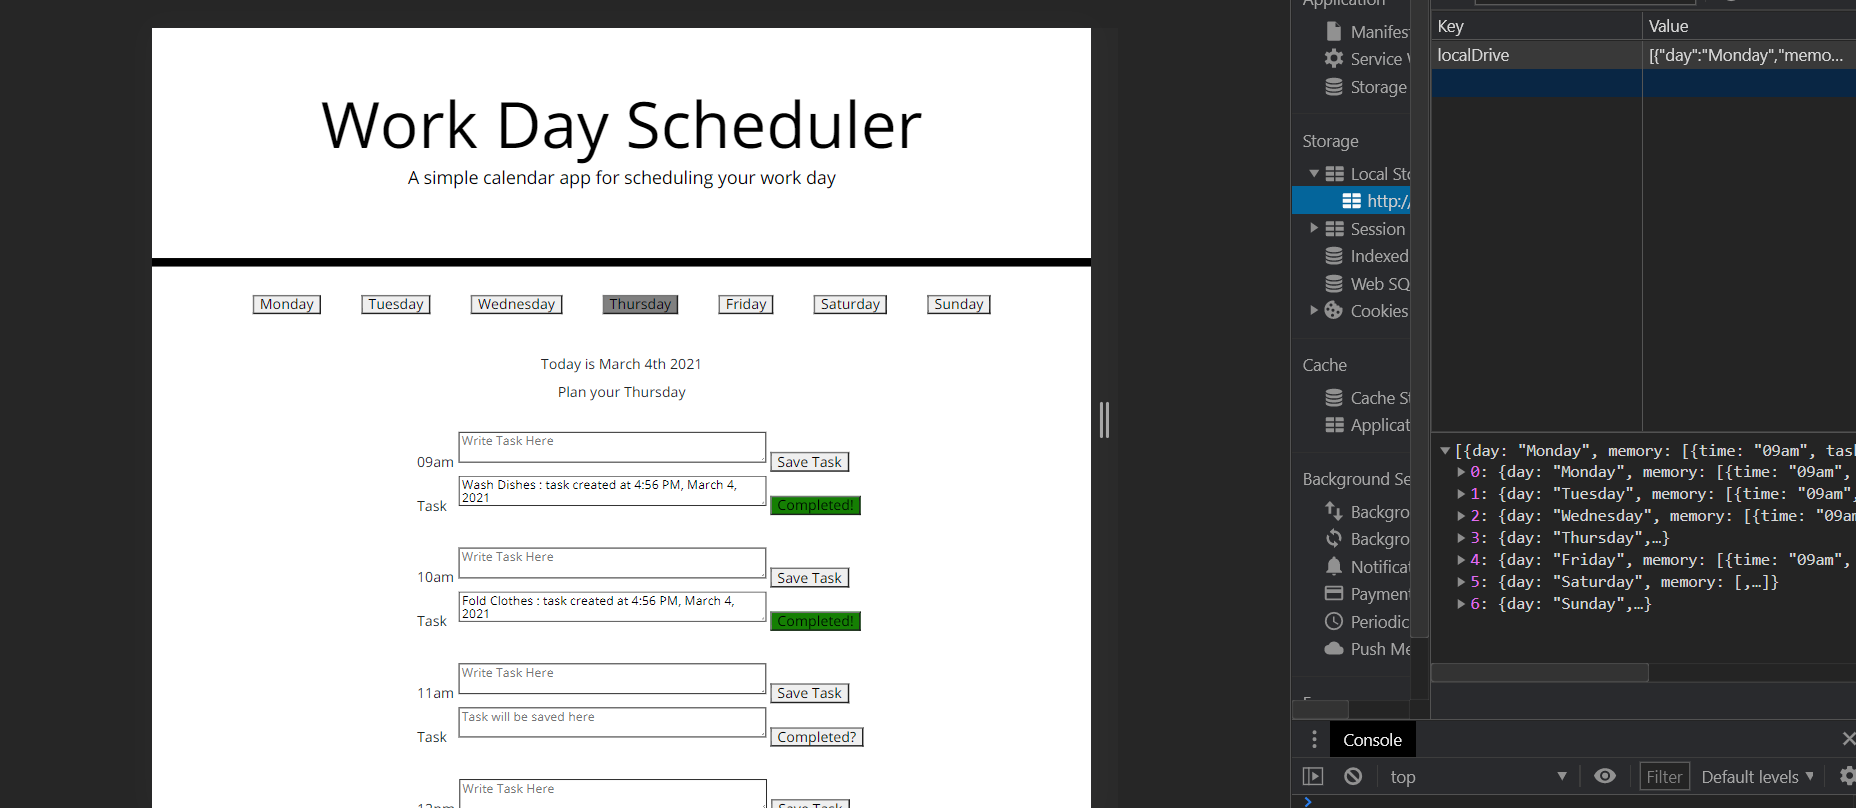 Work Day Scheduler
A simple calendar app for scheduling your work day
Monday Tuesday Wednesday Thursday Friday Saturday Sunday
Today is March 4th 2021
Plan your Thursday
Write Task Here
09am Save Task
Wash Dishes : task created at 4:56 PM, March 4,
2021
Task Completed!
Write Task Here
10am Save Task
Fold Clothes : task created at 4:56 PM, March 4,
2021
Task Completed!
Write Task Here
11am Save Task
Task will be saved here
Task Completed?
Write Task Here
12pm Save Task
Application
Manifes
Service
Storage
Storage
Local Sto
http://
Session
Indexed
Web SQ
Cookies
Cache
Cache St
Applicat
Background Se
Backgro
Backgro
Notificat
Payment
Periodic
Push Me
Key Value
localDrive [{"day":"Monday","memo...
[{day: "Monday", memory: [{time: "09am", task
0: {day: "Monday", memory: [{time: "09am",
1: {day: "Tuesday", memory: [{time: "09am",
2: {day: "Wednesday", memory: [{time: "09am
3: {day: "Thursday",…}
4: {day: "Friday", memory: [{time: "09am",
5: {day: "Saturday", memory: [,…]}
6: {day: "Sunday",…}
Console
top Filter Default levels